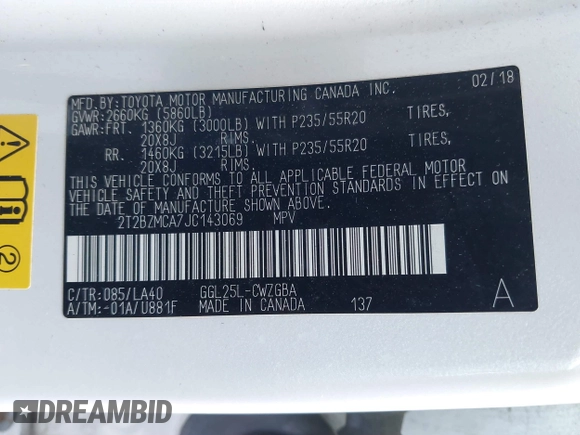 MFD.BY:TOYOTA MOTOR MANUFACTURING CANADA INC. 02/18
GVWR:2660KG (5860LB)
GAWR:FRT. 1360KG (3000LB) WITH P235/55R20 TIRES,
20X8J RIMS.
RR. 1460KG (3215LB) WITH P235/55R20 TIRES,
20X8J RIMS.
THIS VEHICLE CONFORMS TO ALL APPLICABLE FEDERAL MOTOR
VEHICLE SAFETY AND THEFT PREVENTION STANDARDS IN EFFECT ON
THE DATE OF MANUFACTURE SHOWN ABOVE.
2T2BZMCA7JC143069 MPV
C/TR:085/LA40 GGL25L-CWZGBA
A/TM:-01A/U881F MADE IN CANADA 137 A
2
DREAMBID